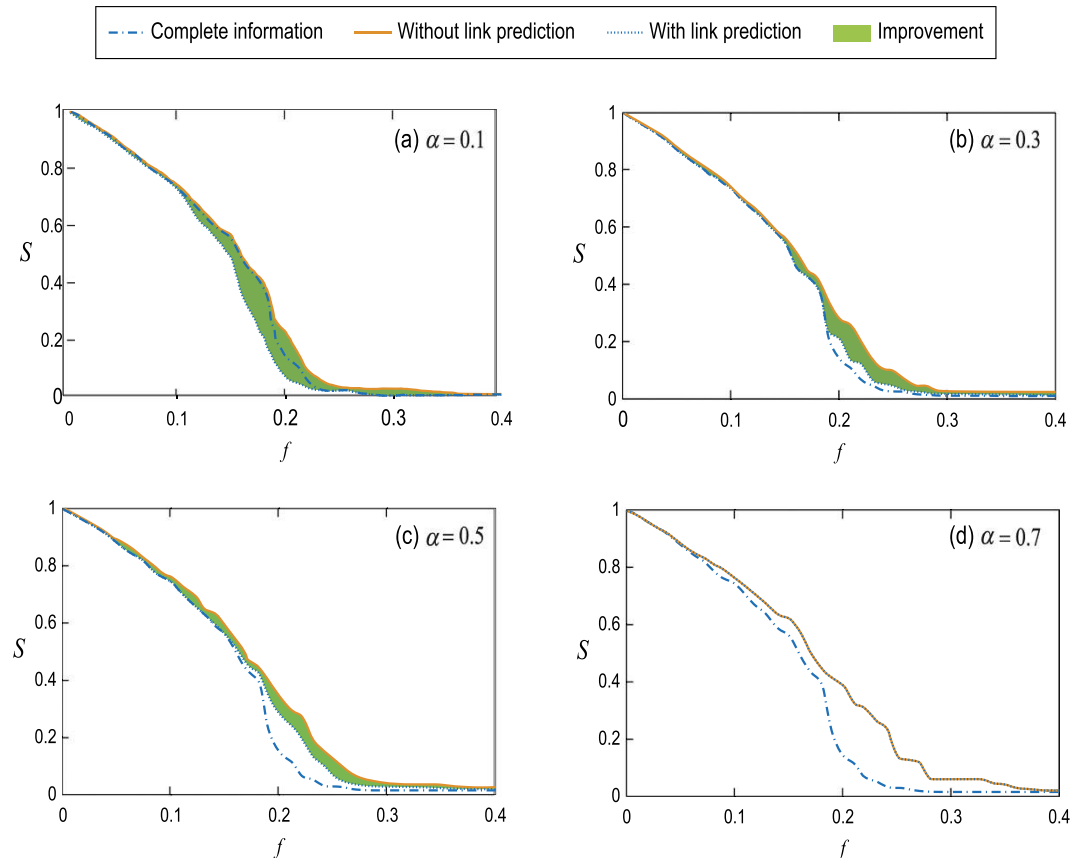 Complete information Without link prediction With link prediction Improvement
(a) α = 0.1
1
0.8
0.6
S
0.4
0.2
0
0 0.1 0.2 0.3 0.4
f
(b) α = 0.3
1
0.8
0.6
S
0.4
0.2
0
0 0.1 0.2 0.3 0.4
f
(c) α = 0.5
1
0.8
0.6
S
0.4
0.2
0
0 0.1 0.2 0.3 0.4
f
(d) α = 0.7
1
0.8
0.6
S
0.4
0.2
0
0 0.1 0.2 0.3 0.4
f